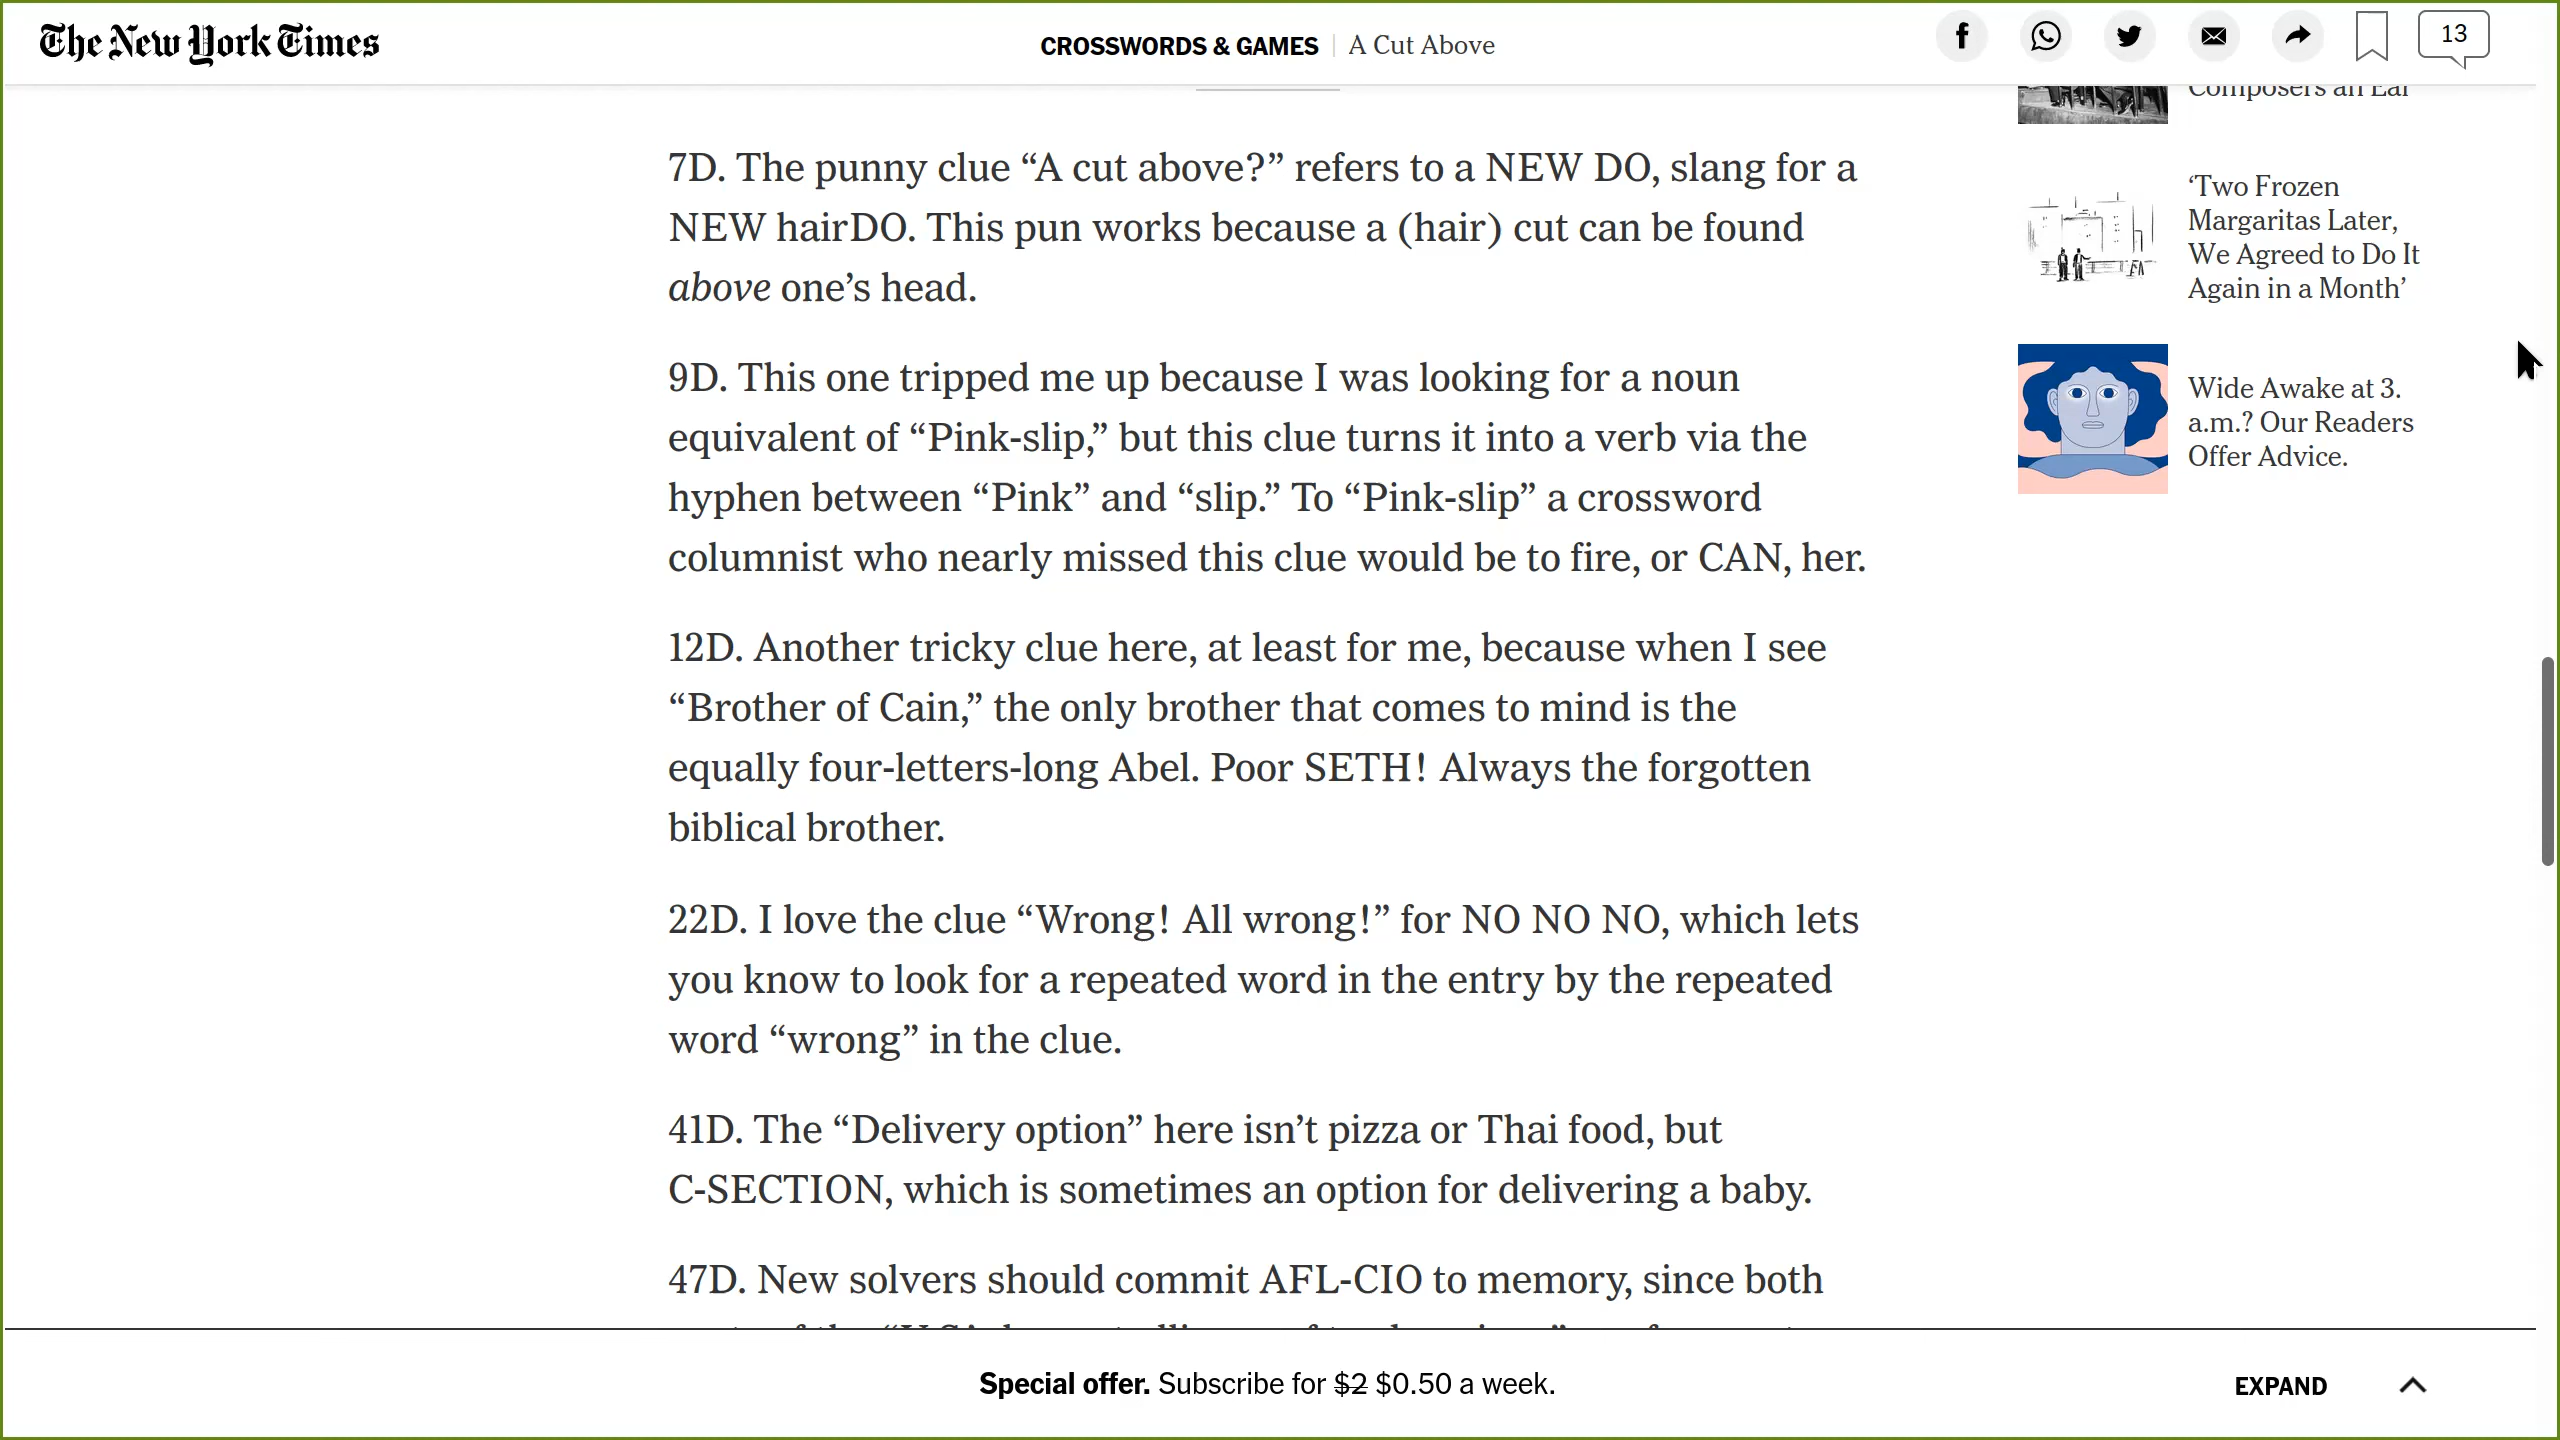 The New York Times
CROSSWORDS & GAMES | A Cut Above
13
Composers an Ear
7D. The punny clue “A cut above?” refers to a NEW DO, slang for a
NEW hairDO. This pun works because a (hair) cut can be found
above one’s head.
9D. This one tripped me up because I was looking for a noun
equivalent of “Pink-slip,” but this clue turns it into a verb via the
hyphen between “Pink” and “slip.” To “Pink-slip” a crossword
columnist who nearly missed this clue would be to fire, or CAN, her.
12D. Another tricky clue here, at least for me, because when I see
“Brother of Cain,” the only brother that comes to mind is the
equally four-letters-long Abel. Poor SETH! Always the forgotten
biblical brother.
22D. I love the clue “Wrong! All wrong!” for NO NO NO, which lets
you know to look for a repeated word in the entry by the repeated
word “wrong” in the clue.
41D. The “Delivery option” here isn’t pizza or Thai food, but
C-SECTION, which is sometimes an option for delivering a baby.
47D. New solvers should commit AFL-CIO to memory, since both
‘Two Frozen
Margaritas Later,
We Agreed to Do It
Again in a Month’
Wide Awake at 3.
a.m.? Our Readers
Offer Advice.
Special offer. Subscribe for $2 $0.50 a week.
EXPAND